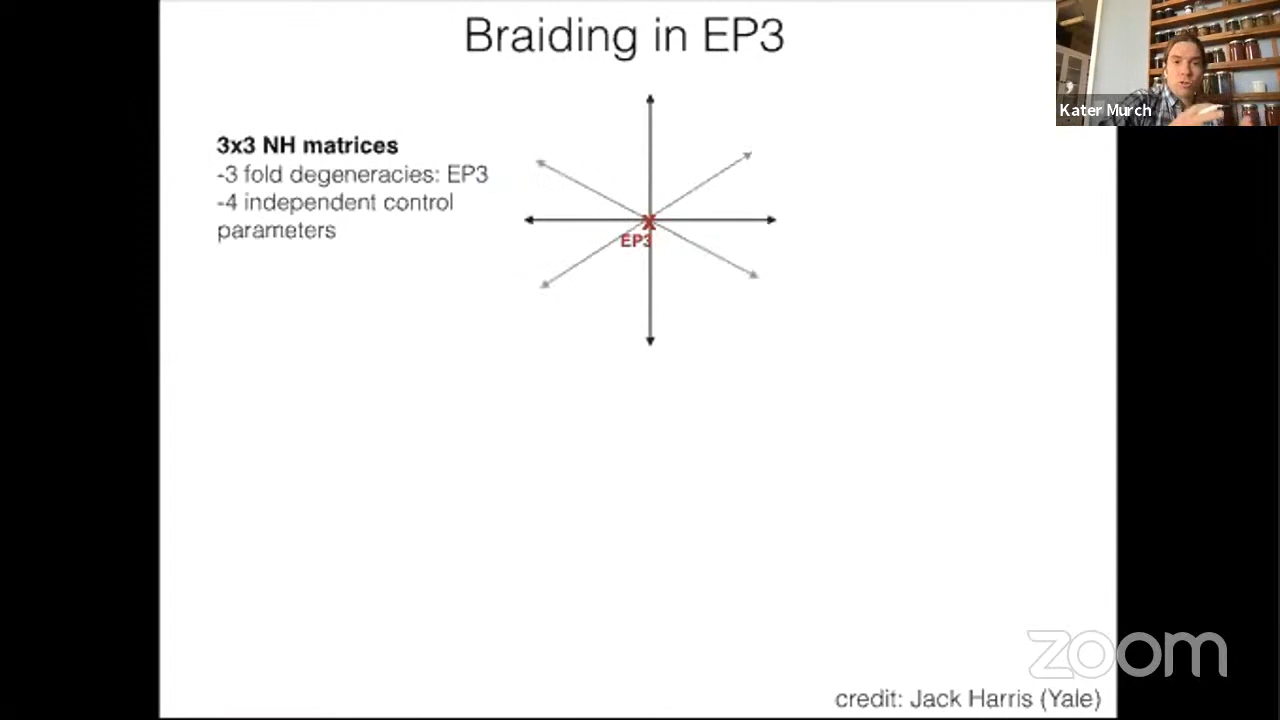 Braiding in EP3
Kater Murch
3x3 NH matrices
-3 fold degeneracies: EP3
-4 independent control
parameters
X
EP3
zoom
credit: Jack Harris (Yale)